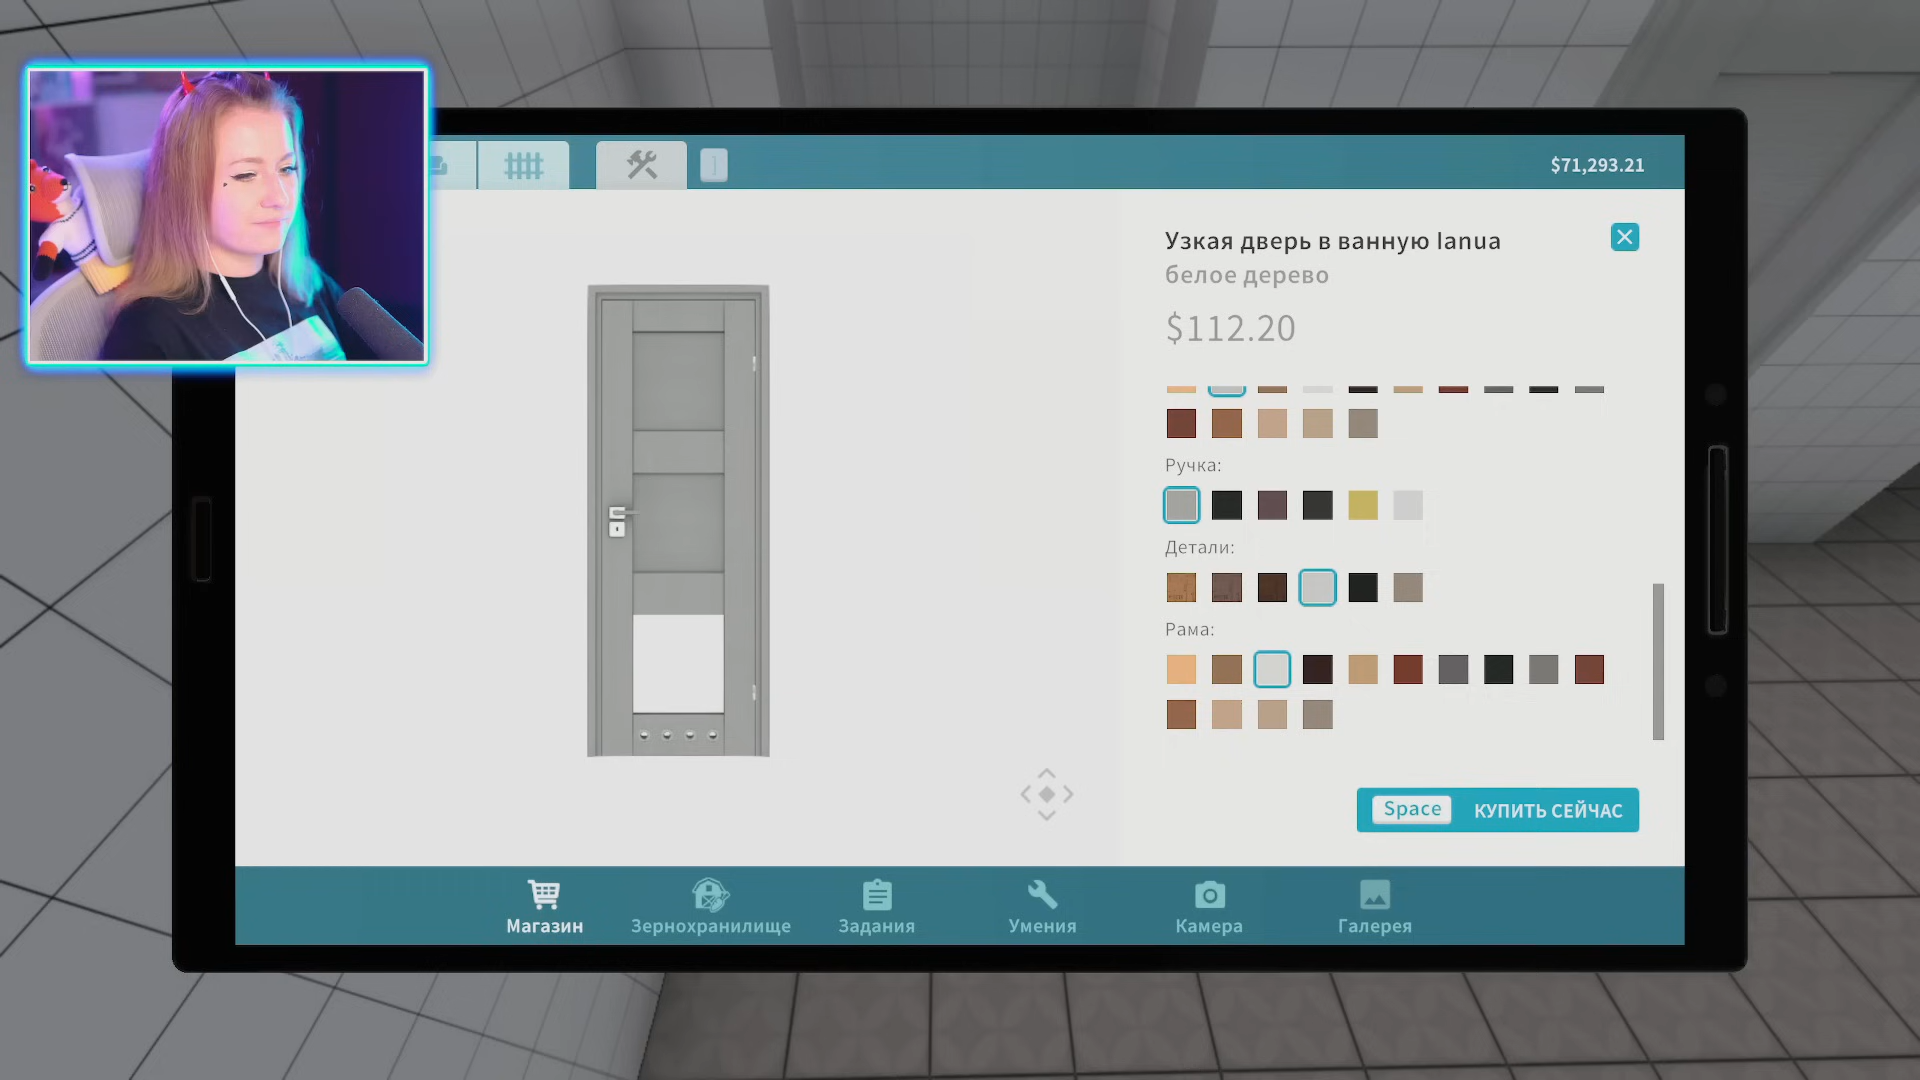 $71,293.21
Узкая дверь в ванную Ianua
белое дерево
$112.20
Ручка:
Детали:
Рама:
Space КУПИТЬ СЕЙЧАС
Магазин Зернохранилище Задания Умения Камера Галерея